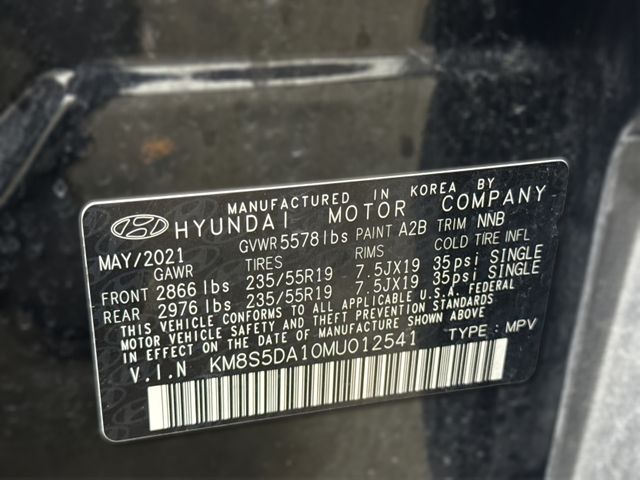 MANUFACTURED IN KOREA BY
HYUNDAI MOTOR COMPANY
MAY/2021 GVWR 5578 lbs PAINT A2B TRIM NNB
GAWR TIRES RIMS COLD TIRE INFL
FRONT 2866 lbs 235/55R19 7.5JX19 35psi SINGLE
REAR 2976 lbs 235/55R19 7.5JX19 35psi SINGLE
THIS VEHICLE CONFORMS TO ALL APPLICABLE U.S.A. FEDERAL
MOTOR VEHICLE SAFETY AND THEFT PREVENTION STANDARDS
IN EFFECT ON THE DATE OF MANUFACTURE SHOWN ABOVE
V.I.N KM8S5DA10MU012541 TYPE : MPV